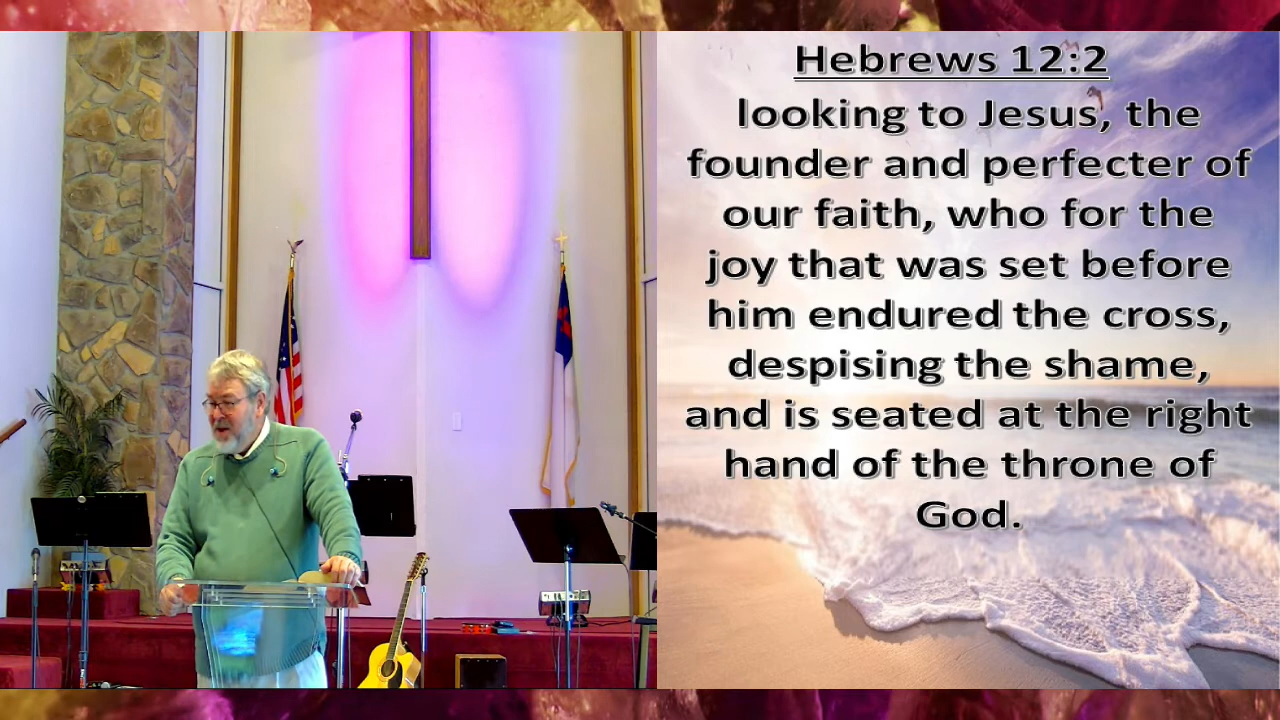 Hebrews 12:2
looking to Jesus, the
founder and perfecter of
our faith, who for the
joy that was set before
him endured the cross,
despising the shame,
and is seated at the right
hand of the throne of
God.